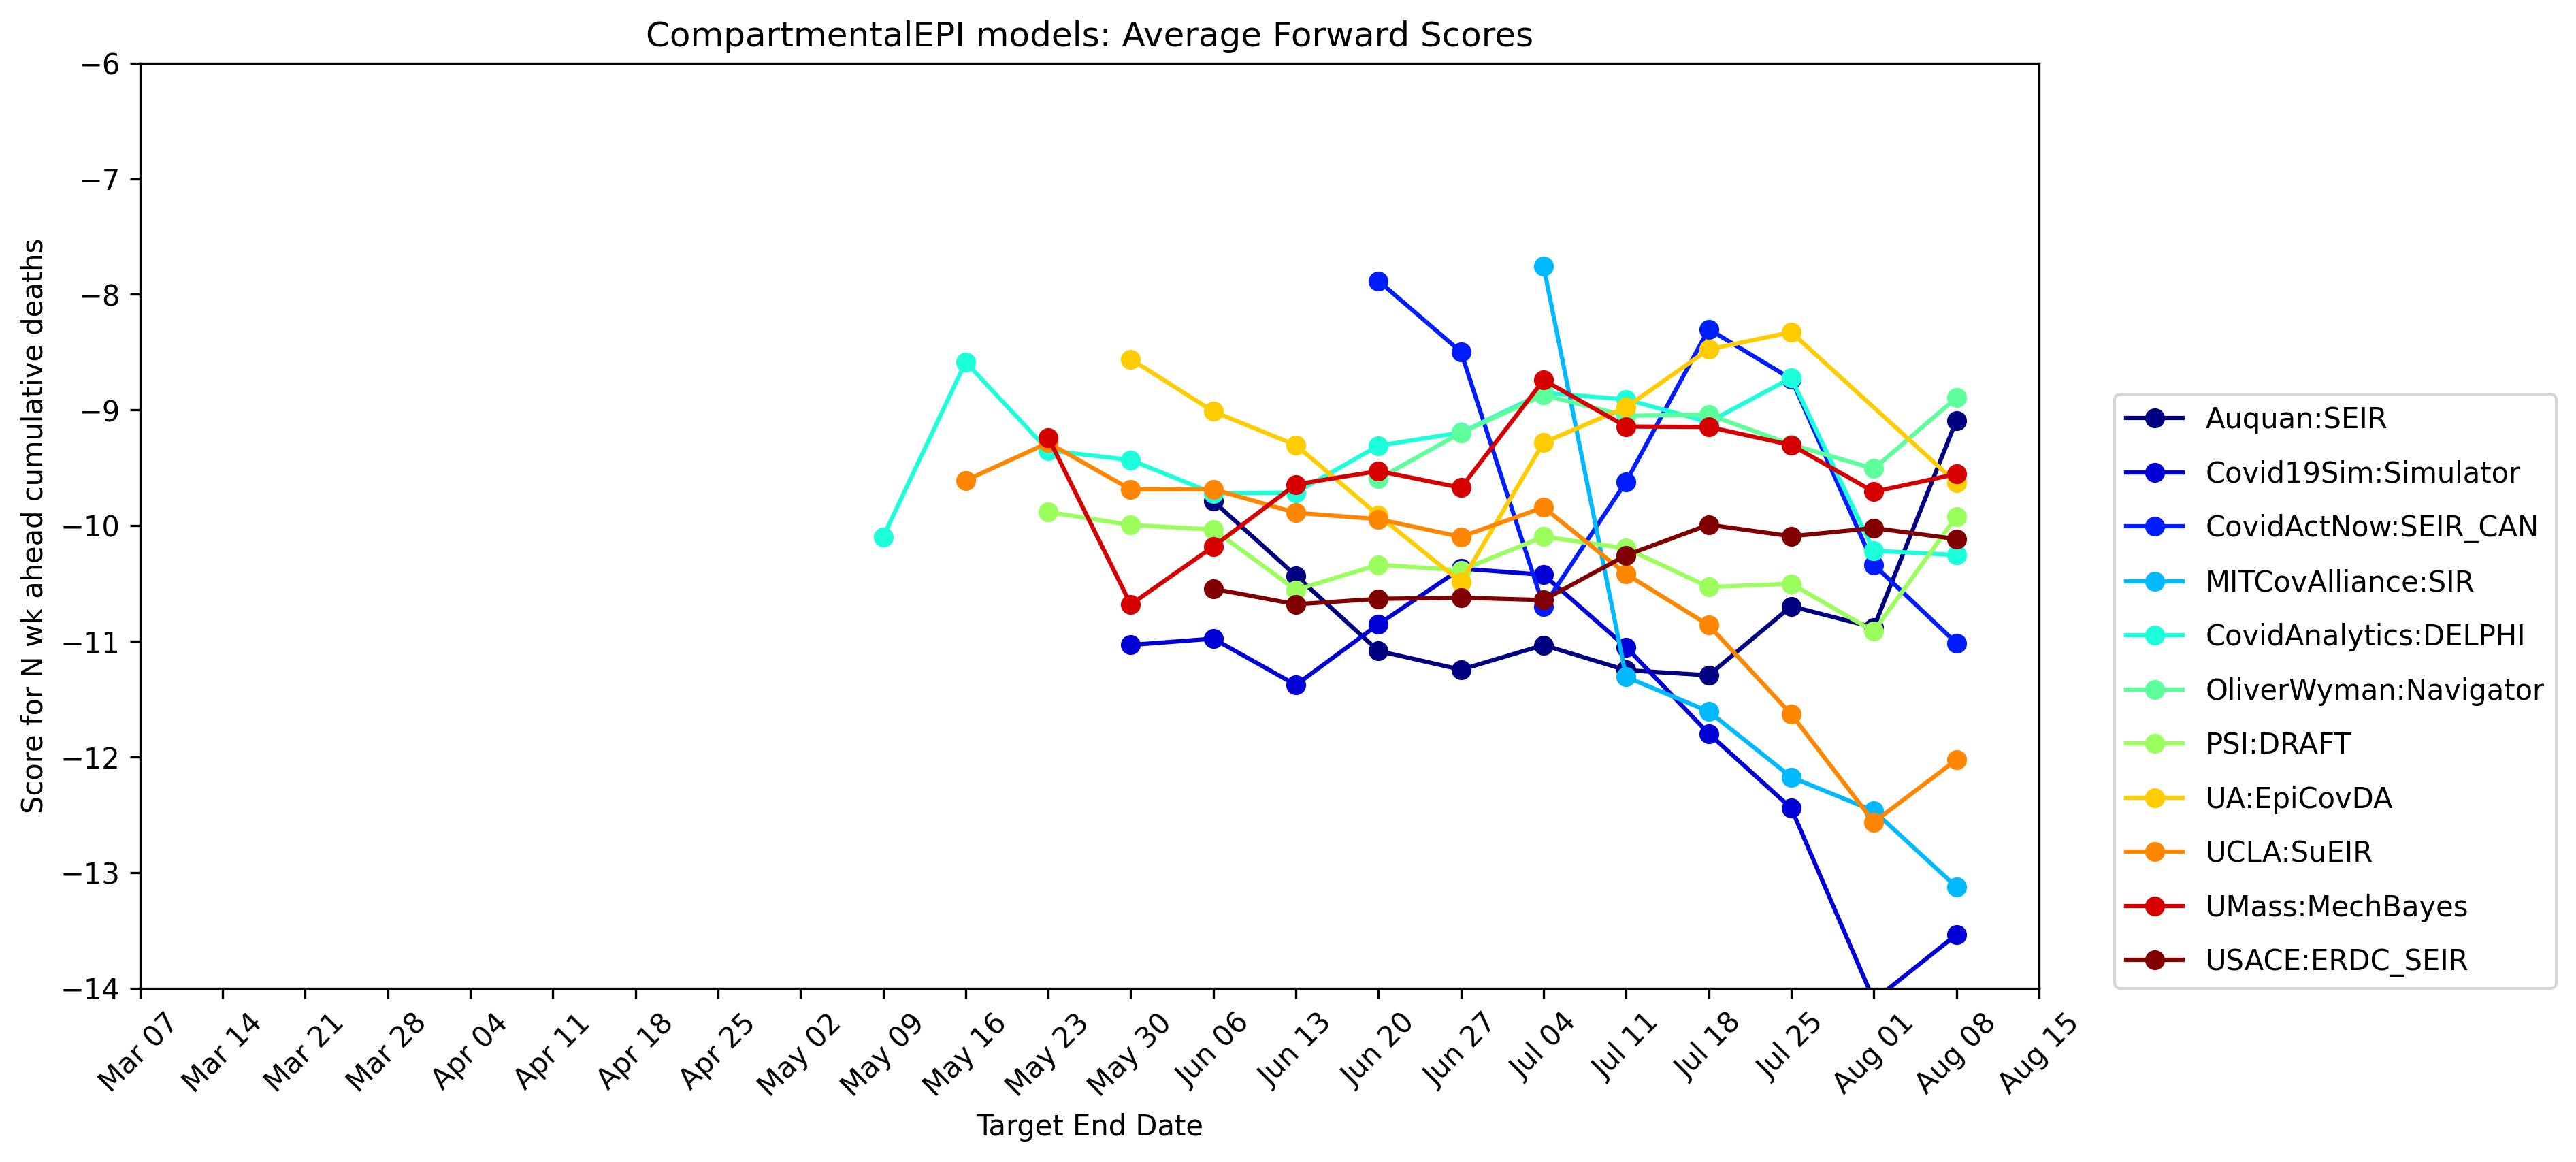 CompartmentalEPI models: Average Forward Scores
Score for N wk ahead cumulative deaths
−6
−7
−8
−9
−10
−11
−12
−13
−14
Mar 07
Mar 14
Mar 21
Mar 28
Apr 04
Apr 11
Apr 18
Apr 25
May 02
May 09
May 16
May 23
May 30
Jun 06
Jun 13
Jun 20
Jun 27
Jul 04
Jul 11
Jul 18
Jul 25
Aug 01
Aug 08
Aug 15
Target End Date
Auquan:SEIR
Covid19Sim:Simulator
CovidActNow:SEIR_CAN
MITCovAlliance:SIR
CovidAnalytics:DELPHI
OliverWyman:Navigator
PSI:DRAFT
UA:EpiCovDA
UCLA:SuEIR
UMass:MechBayes
USACE:ERDC_SEIR